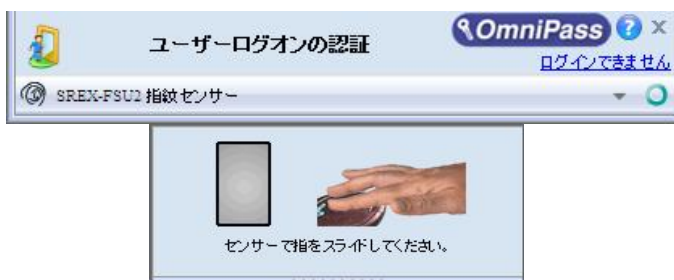 ユーザーログオンの認証
OmniPass
ログインできません
SREX-FSU2 指紋センサー
センサーで指をスライドしてください。